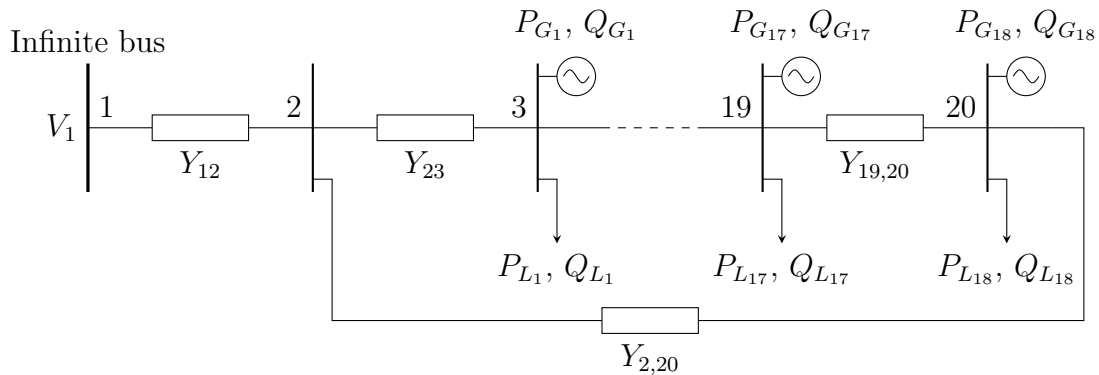 P_{G_1}, Q_{G_1}
P_{G_{17}}, Q_{G_{17}}
P_{G_{18}}, Q_{G_{18}}
Infinite bus
1
2
3
19
20
V_1
Y_{12}
Y_{23}
Y_{19,20}
P_{L_1}, Q_{L_1}
P_{L_{17}}, Q_{L_{17}}
P_{L_{18}}, Q_{L_{18}}
Y_{2,20}